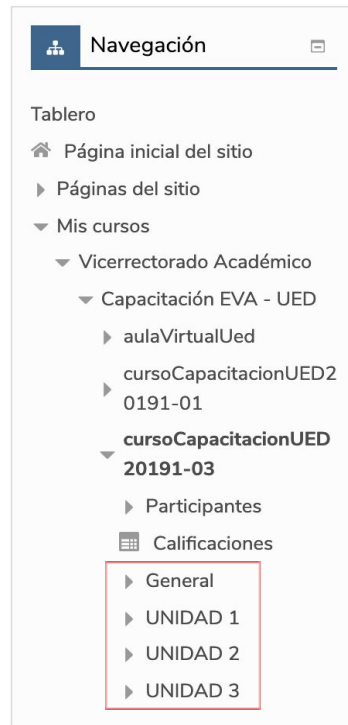 Navegación
Tablero
Página inicial del sitio
Páginas del sitio
Mis cursos
Vicerrectorado Académico
Capacitación EVA - UED
aulaVirtualUed
cursoCapacitacionUED2
0191-01
cursoCapacitacionUED
20191-03
Participantes
Calificaciones
General
UNIDAD 1
UNIDAD 2
UNIDAD 3